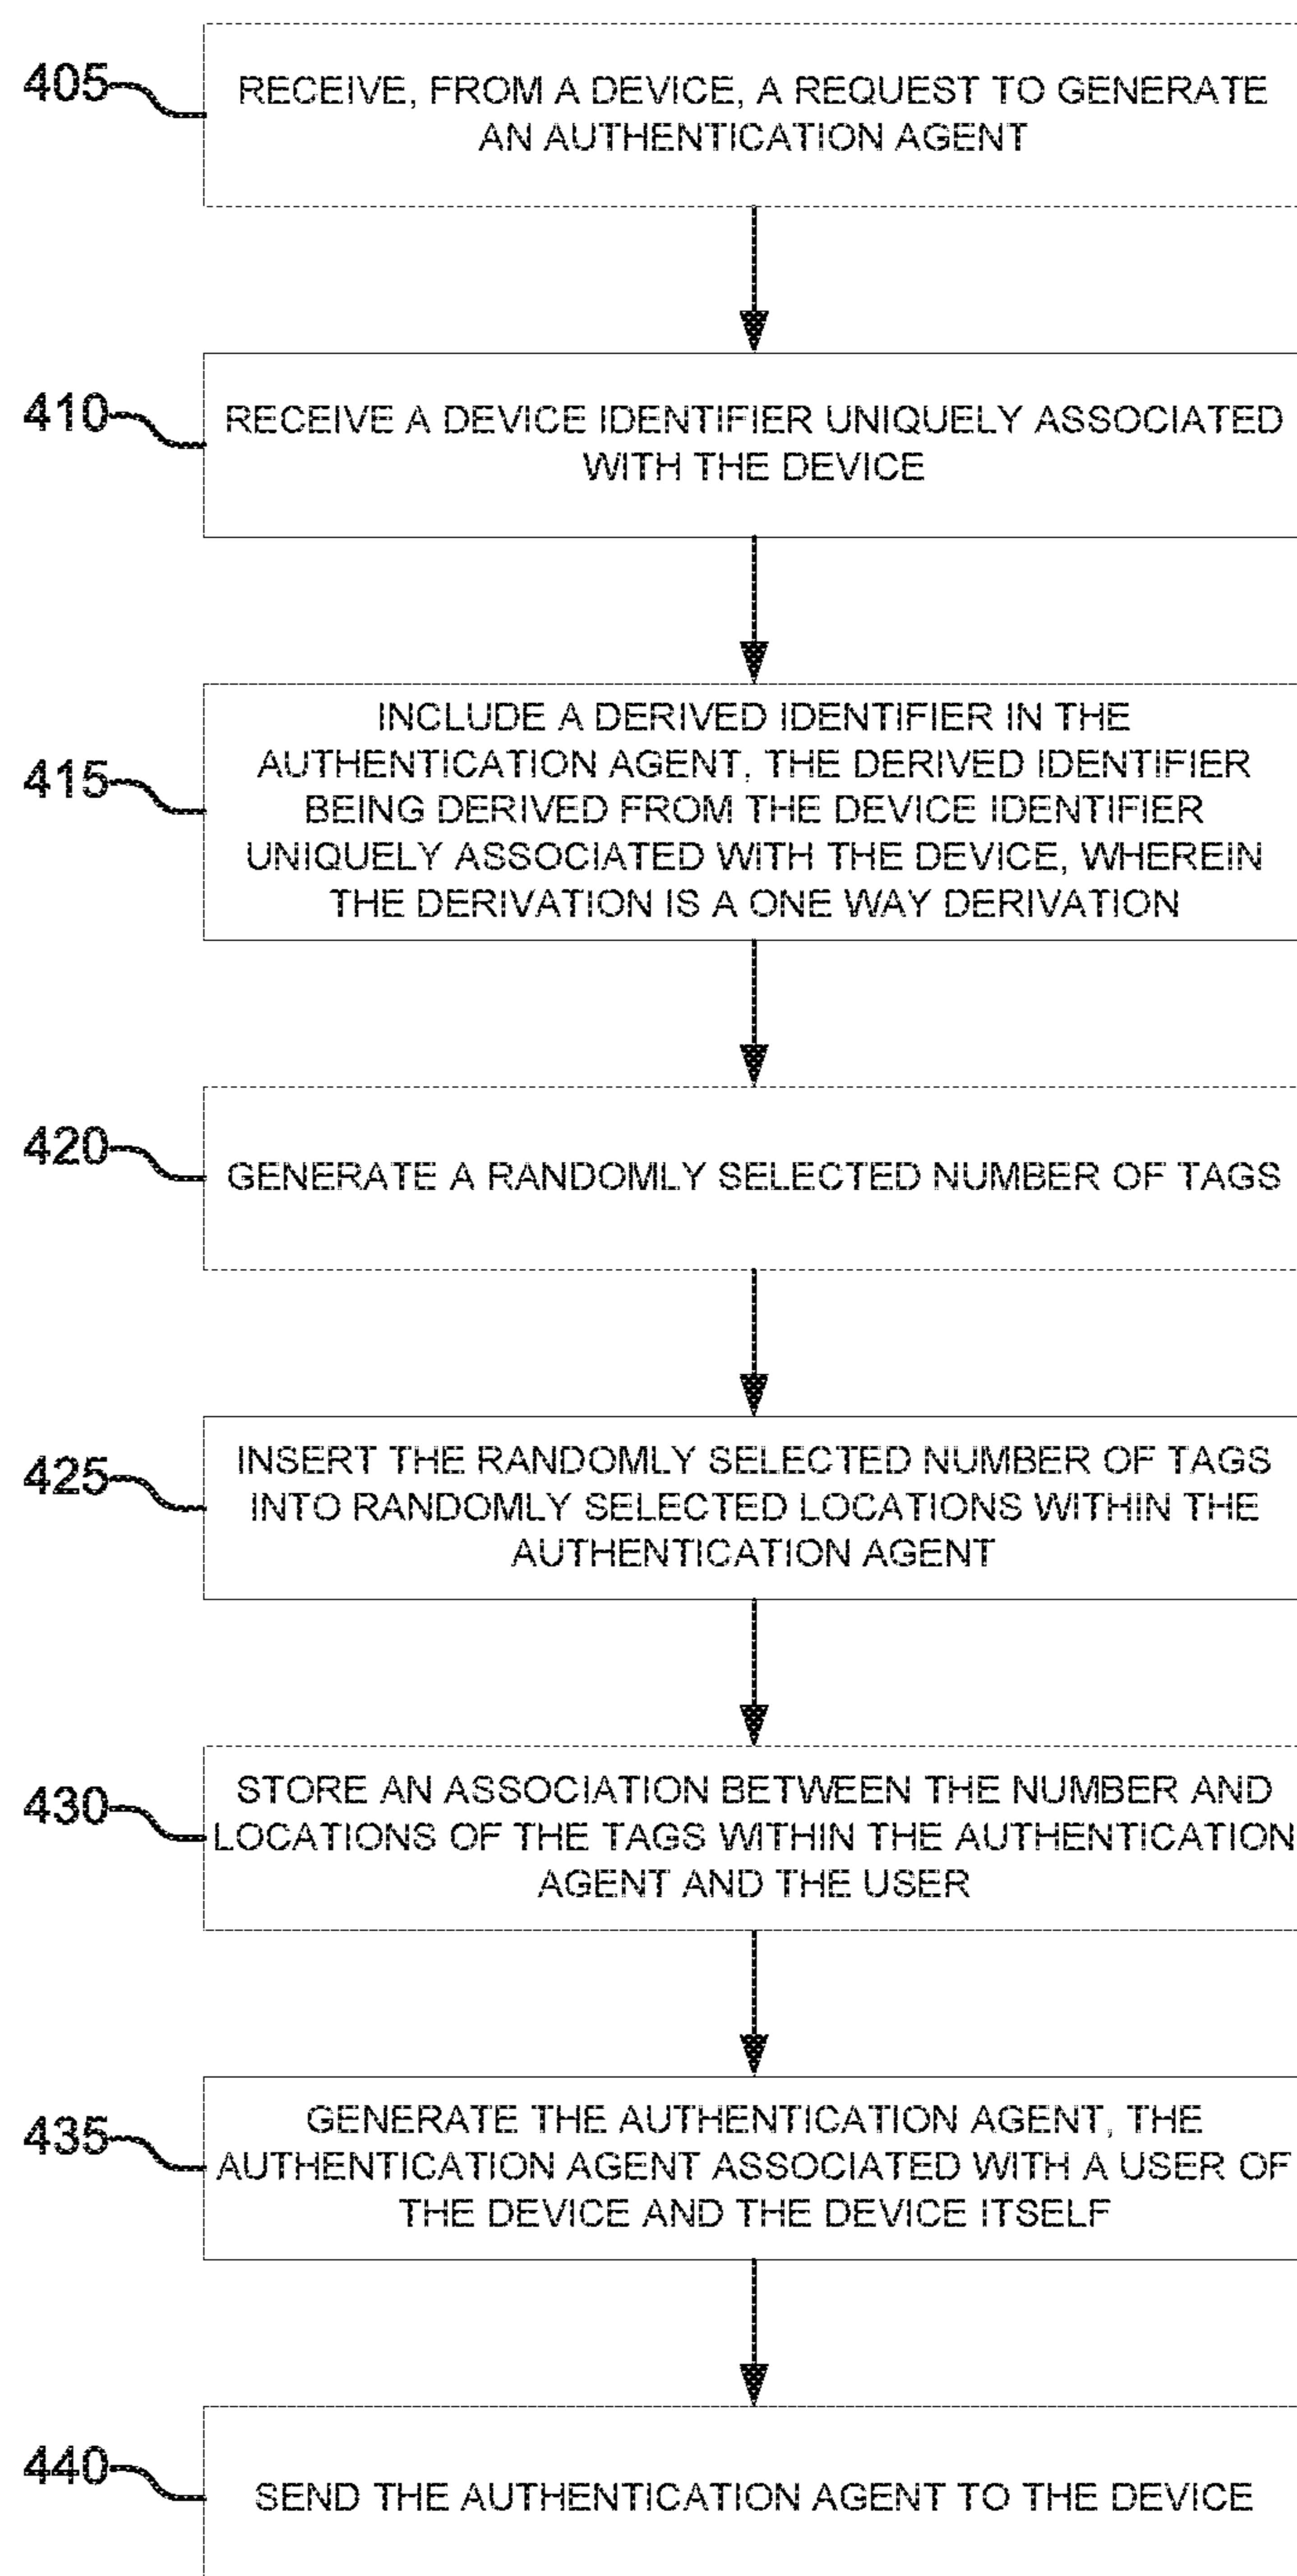 405
RECEIVE, FROM A DEVICE, A REQUEST TO GENERATE
AN AUTHENTICATION AGENT
410
RECEIVE A DEVICE IDENTIFIER UNIQUELY ASSOCIATED
WITH THE DEVICE
415
INCLUDE A DERIVED IDENTIFIER IN THE
AUTHENTICATION AGENT, THE DERIVED IDENTIFIER
BEING DERIVED FROM THE DEVICE IDENTIFIER
UNIQUELY ASSOCIATED WITH THE DEVICE, WHEREIN
THE DERIVATION IS A ONE WAY DERIVATION
420
GENERATE A RANDOMLY SELECTED NUMBER OF TAGS
425
INSERT THE RANDOMLY SELECTED NUMBER OF TAGS
INTO RANDOMLY SELECTED LOCATIONS WITHIN THE
AUTHENTICATION AGENT
430
STORE AN ASSOCIATION BETWEEN THE NUMBER AND
LOCATIONS OF THE TAGS WITHIN THE AUTHENTICATION
AGENT AND THE USER
435
GENERATE THE AUTHENTICATION AGENT, THE
AUTHENTICATION AGENT ASSOCIATED WITH A USER OF
THE DEVICE AND THE DEVICE ITSELF
440
SEND THE AUTHENTICATION AGENT TO THE DEVICE